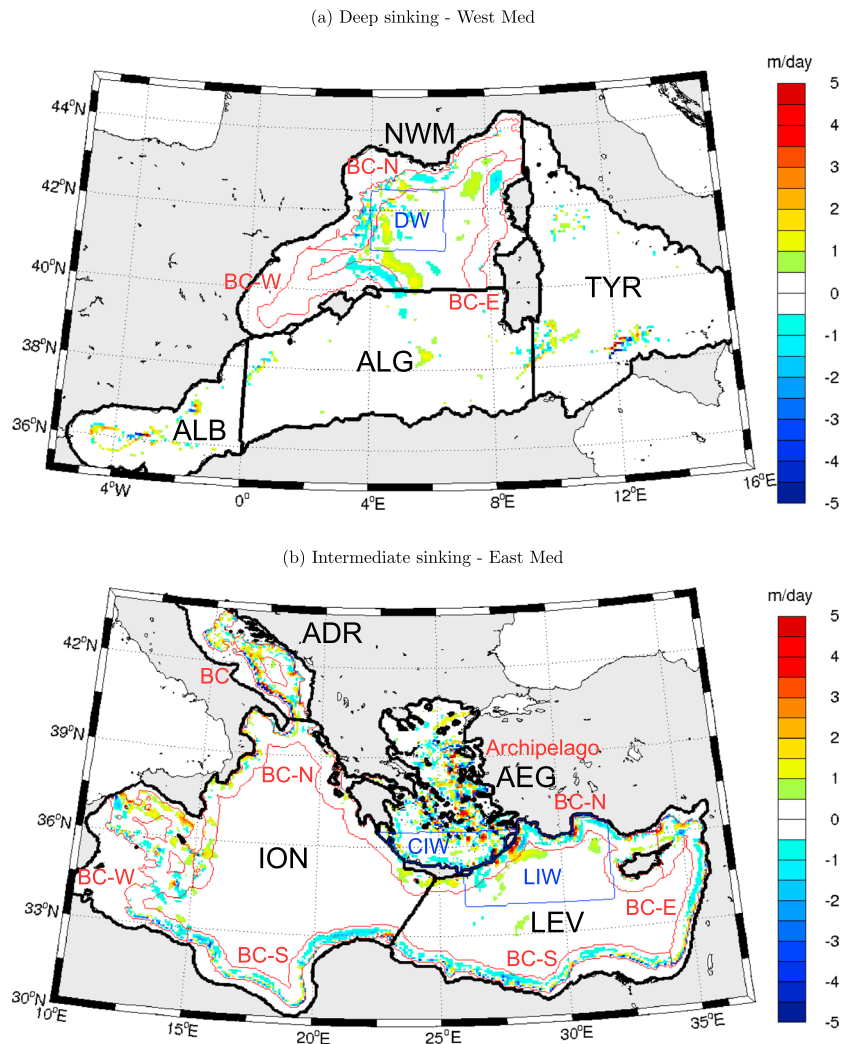 (a) Deep sinking - West Med
m/day
44°N
42°N
40°N
38°N
36°N
4°W
0°
4°E
8°E
12°E
16°E
NWM
BC-N
DW
BC-W
BC-E
TYR
ALG
ALB
5
4
3
2
1
0
-1
-2
-3
-4
-5
(b) Intermediate sinking - East Med
m/day
42°N
39°N
36°N
33°N
30°N
10°E
15°E
20°E
25°E
30°E
35°E
ADR
BC
Archipelago
BC-N
AEG
BC-N
CIW
ION
LIW
BC-W
BC-E
LEV
BC-S
BC-S
5
4
3
2
1
0
-1
-2
-3
-4
-5